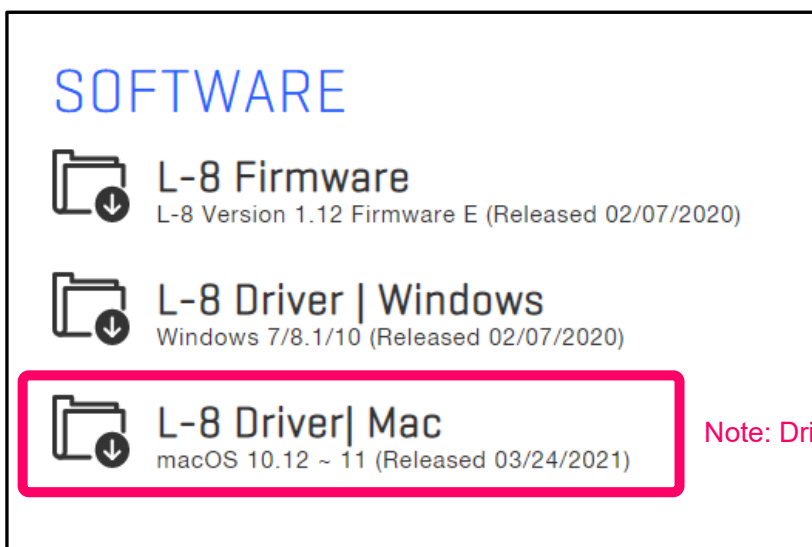 SOFTWARE
L-8 Firmware
L-8 Version 1.12 Firmware E (Released 02/07/2020)
L-8 Driver | Windows
Windows 7/8.1/10 (Released 02/07/2020)
L-8 Driver| Mac
macOS 10.12 ~ 11 (Released 03/24/2021)
Note: